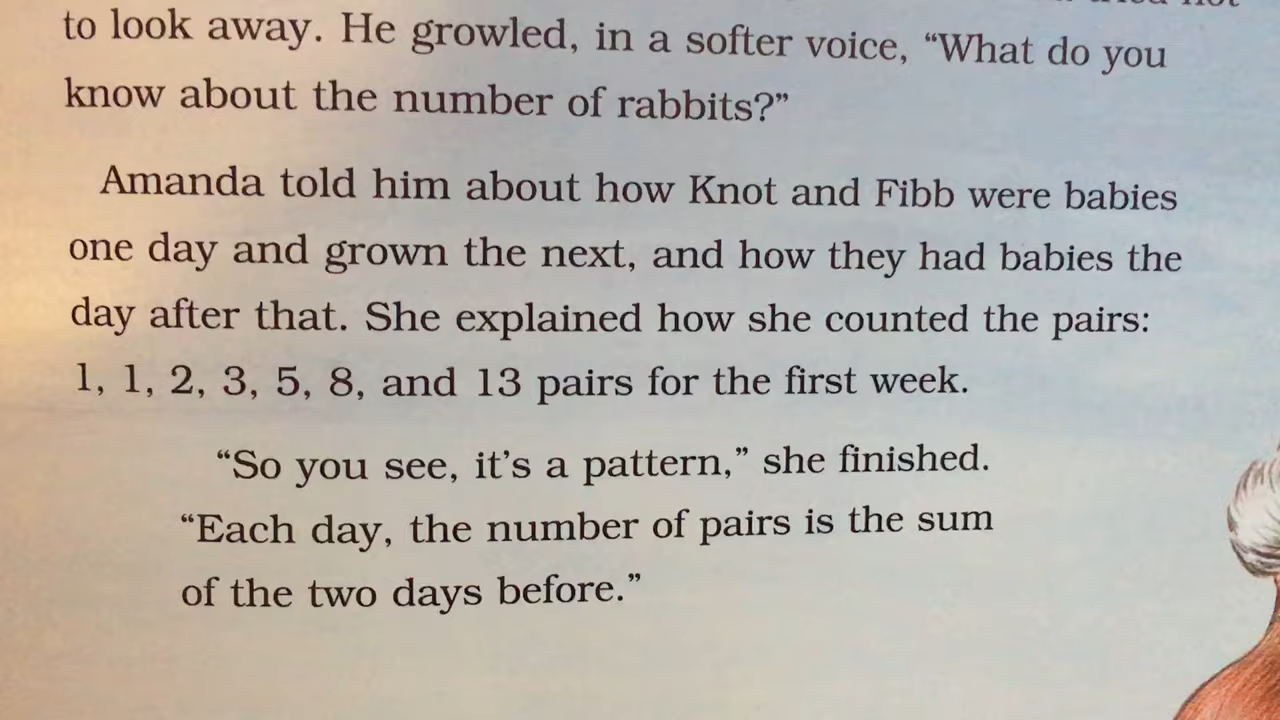 to look away. He growled, in a softer voice, “What do you
know about the number of rabbits?”
Amanda told him about how Knot and Fibb were babies
one day and grown the next, and how they had babies the
day after that. She explained how she counted the pairs:
1, 1, 2, 3, 5, 8, and 13 pairs for the first week.
“So you see, it’s a pattern,” she finished.
“Each day, the number of pairs is the sum
of the two days before.”